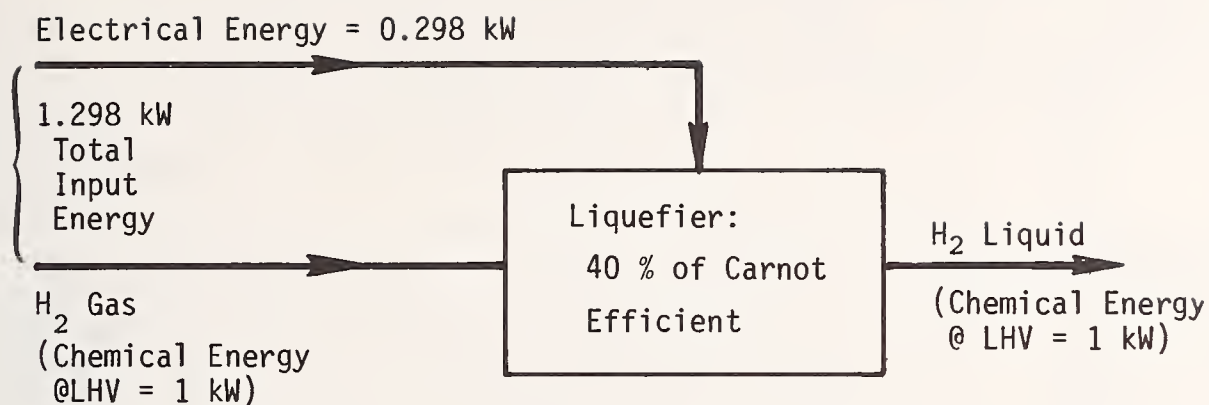 Electrical Energy = 0.298 kW
1.298 kW
Total
Input
Energy
Liquefier:
40 % of Carnot
Efficient
H2 Gas
(Chemical Energy
@LHV = 1 kW)
H2 Liquid
(Chemical Energy
@ LHV = 1 kW)